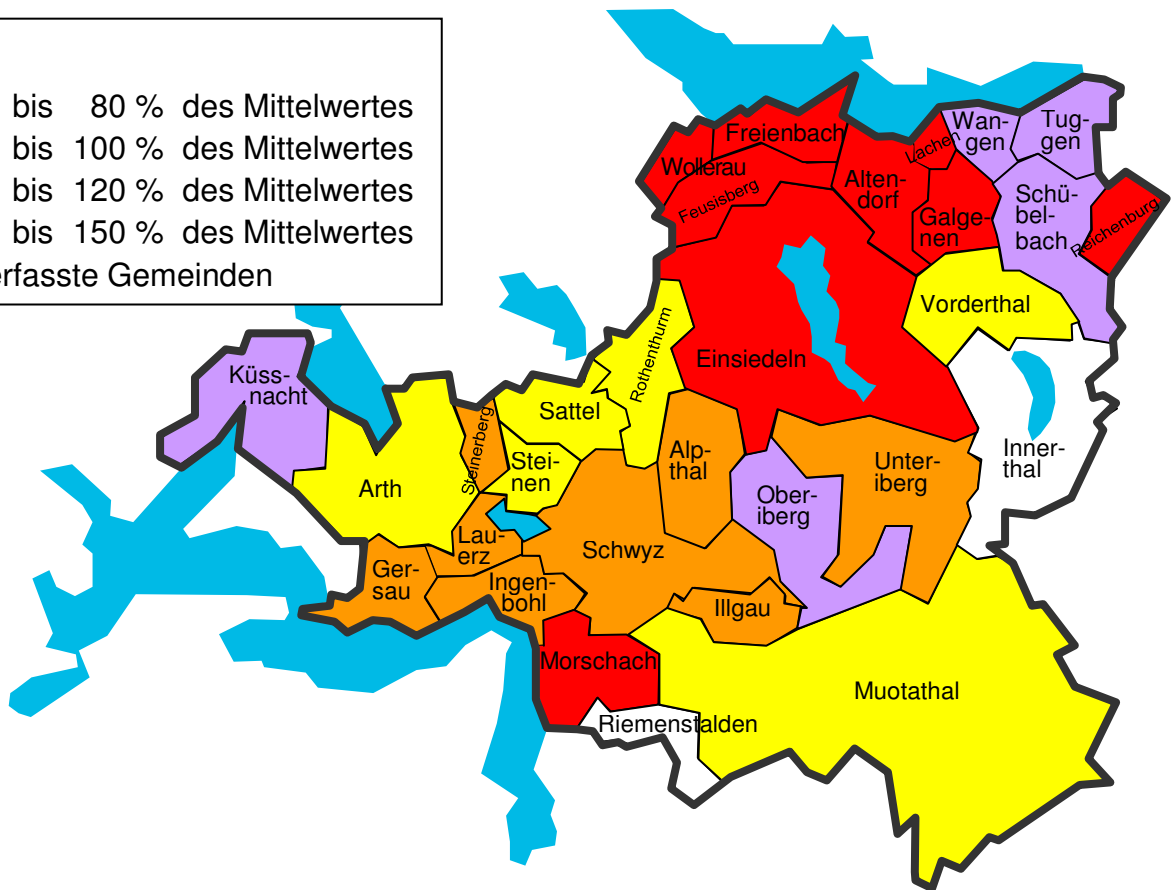 bis 80 % des Mittelwertes
bis 100 % des Mittelwertes
bis 120 % des Mittelwertes
bis 150 % des Mittelwertes
erfasste Gemeinden
Freienbach
Wollerau
Feusisberg
Alten-
dorf
Lachen
Wan-
gen
Tug-
gen
Galge-
nen
Schü-
bel-
bach
Reichenburg
Vorderthal
Einsiedeln
Rothenthurm
Küss-
nacht
Sattel
Steinerberg
Stei-
nen
Arth
Alp-
thal
Unter-
iberg
Inner-
thal
Ober-
iberg
Lau-
erz
Schwyz
Ger-
sau
Ingen-
bohl
Illgau
Morschach
Muotathal
Riemenstalden